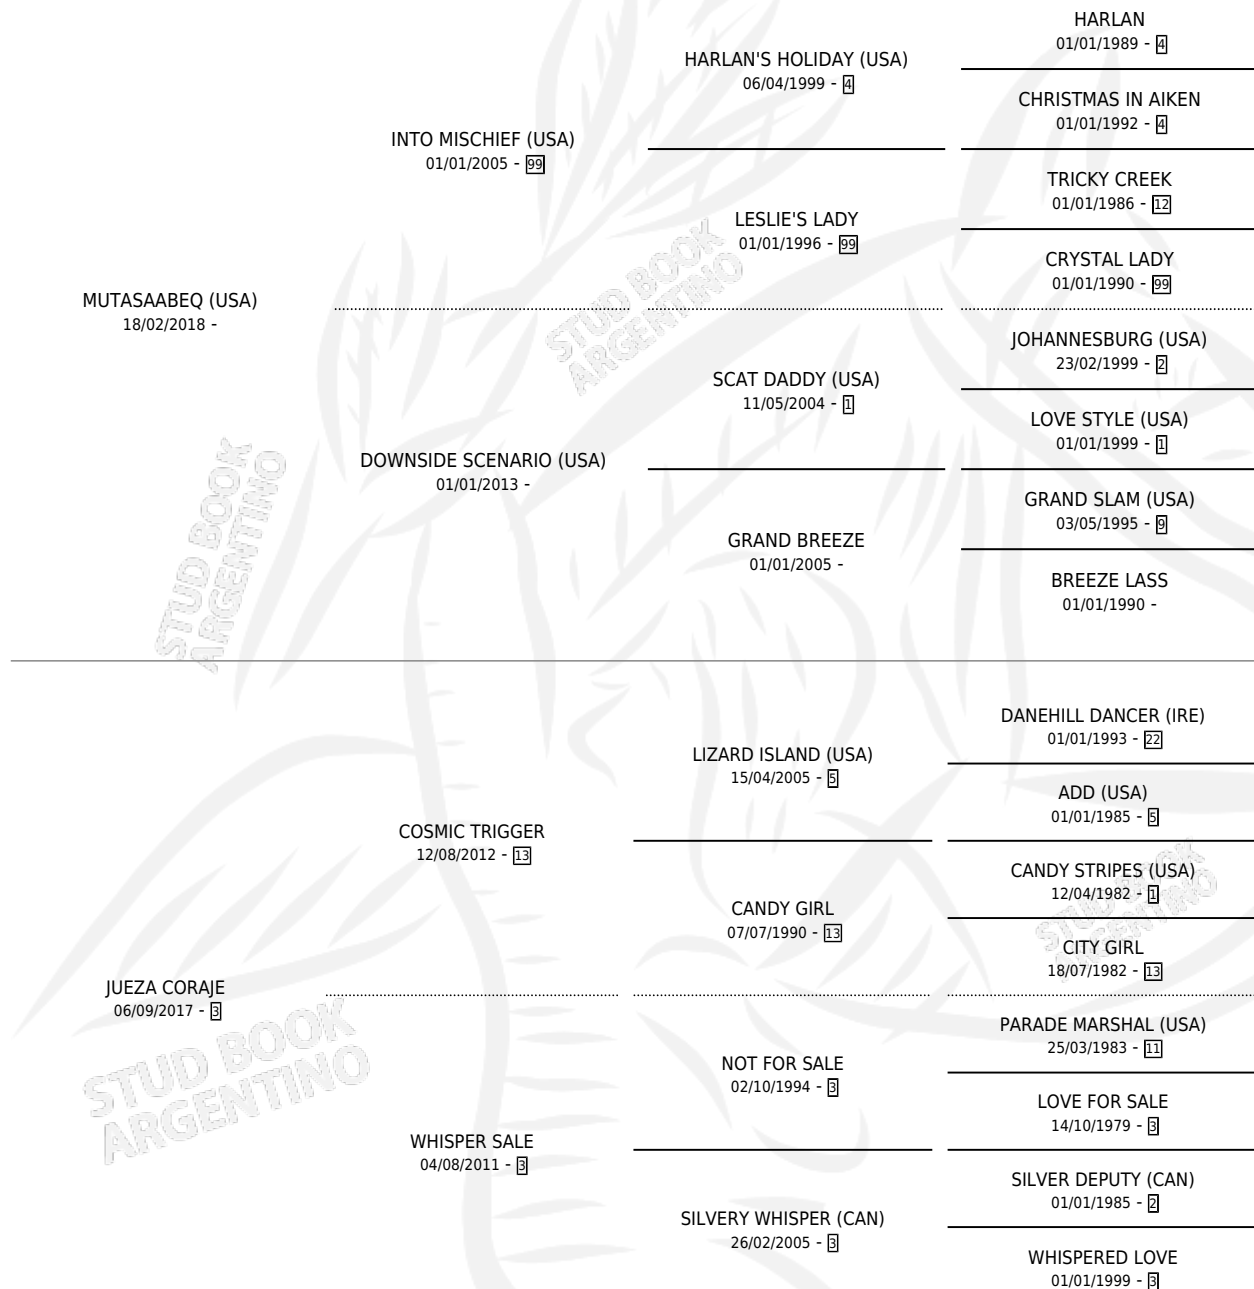 HARLAN
01/01/1989 - 4
HARLAN'S HOLIDAY (USA)
06/04/1999 - 4
CHRISTMAS IN AIKEN
01/01/1992 - 4
INTO MISCHIEF (USA)
01/01/2005 - 99
TRICKY CREEK
01/01/1986 - 12
LESLIE'S LADY
01/01/1996 - 99
CRYSTAL LADY
01/01/1990 - 99
MUTASAABEQ (USA)
18/02/2018 -
JOHANNESBURG (USA)
23/02/1999 - 2
SCAT DADDY (USA)
11/05/2004 - 1
LOVE STYLE (USA)
01/01/1999 - 1
DOWNSIDE SCENARIO (USA)
01/01/2013 -
GRAND SLAM (USA)
03/05/1995 - 9
GRAND BREEZE
01/01/2005 -
BREEZE LASS
01/01/1990 -
DANEHILL DANCER (IRE)
01/01/1993 - 22
LIZARD ISLAND (USA)
15/04/2005 - 5
ADD (USA)
01/01/1985 - 5
COSMIC TRIGGER
12/08/2012 - 13
CANDY STRIPES (USA)
12/04/1982 - 1
CANDY GIRL
07/07/1990 - 13
CITY GIRL
18/07/1982 - 13
JUEZA CORAJE
06/09/2017 - 3
PARADE MARSHAL (USA)
25/03/1983 - 11
NOT FOR SALE
02/10/1994 - 3
LOVE FOR SALE
14/10/1979 - 3
WHISPER SALE
04/08/2011 - 3
SILVER DEPUTY (CAN)
01/01/1985 - 2
SILVERY WHISPER (CAN)
26/02/2005 - 3
WHISPERED LOVE
01/01/1999 - 3
STUD BOOK
ARGENTINO
STUD BOOK
ARGENTINO
STUD BOOK
ARGENTINO
STUD BOOK
ARGENTINO